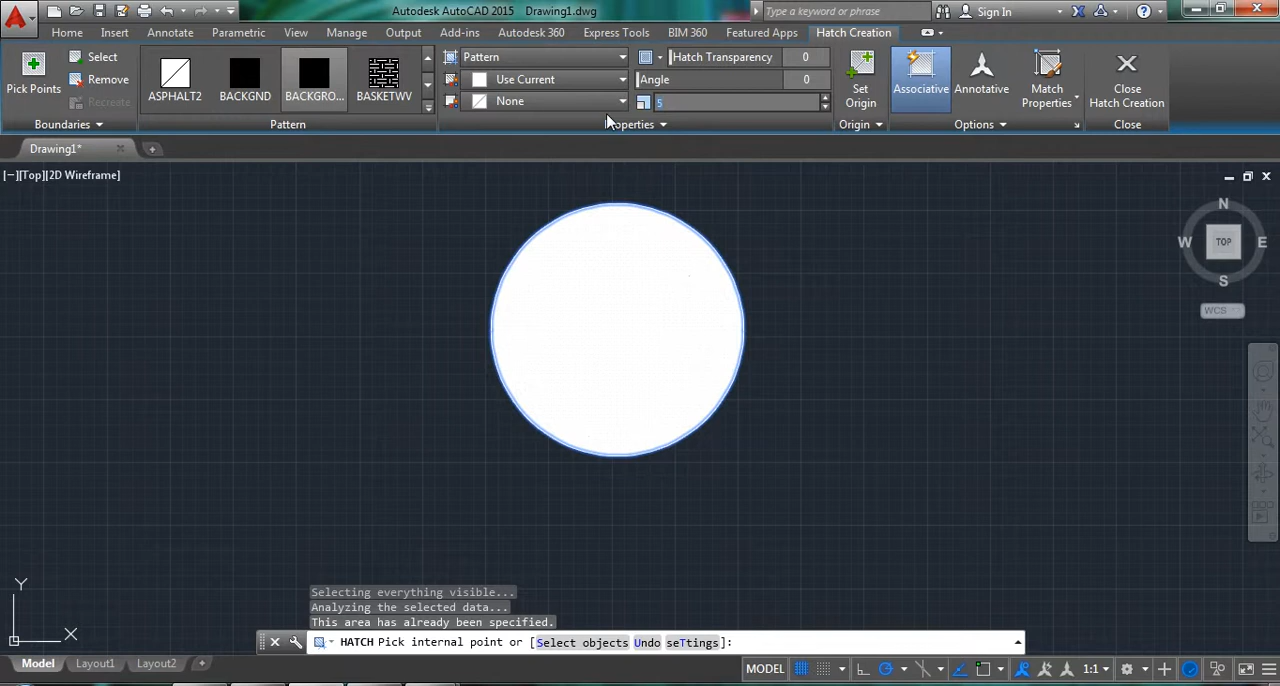 Autodesk AutoCAD 2015 Drawing1.dwg
Type a keyword or phrase
Sign In
Home Insert Annotate Parametric View Manage Output Add-ins Autodesk 360 Express Tools BIM 360 Featured Apps Hatch Creation
Pick Points
Select
Remove
Recreate
Boundaries
ASPHALT2
BACKGND
BACKGRO...
BASKETWV
Pattern
Pattern
Use Current
None
Hatch Transparency 0
Angle 0
5
Properties
Set
Origin
Origin
Associative
Annotative
Match
Properties
Options
Close
Hatch Creation
Close
Drawing1*
[−][Top][2D Wireframe]
N
W TOP E
S
WCS
Y
X
Selecting everything visible...
Analyzing the selected data...
This area has already been specified.
HATCH Pick internal point or [Select objects Undo seTtings]:
Model Layout1 Layout2 +
MODEL
1:1